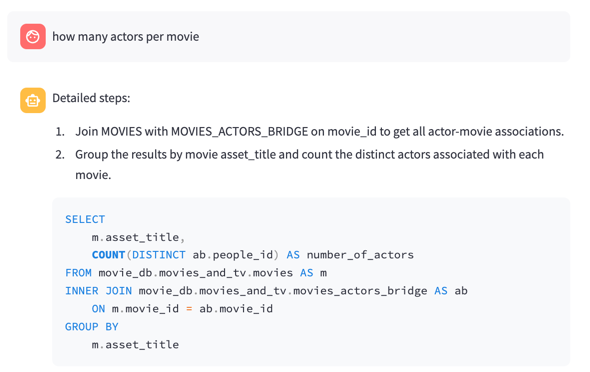 how many actors per movie
Detailed steps:
1. Join MOVIES with MOVIES_ACTORS_BRIDGE on movie_id to get all actor-movie associations.
2. Group the results by movie asset_title and count the distinct actors associated with each
movie.
SELECT
    m.asset_title,
    COUNT(DISTINCT ab.people_id) AS number_of_actors
FROM movie_db.movies_and_tv.movies AS m
INNER JOIN movie_db.movies_and_tv.movies_actors_bridge AS ab
    ON m.movie_id = ab.movie_id
GROUP BY
    m.asset_title